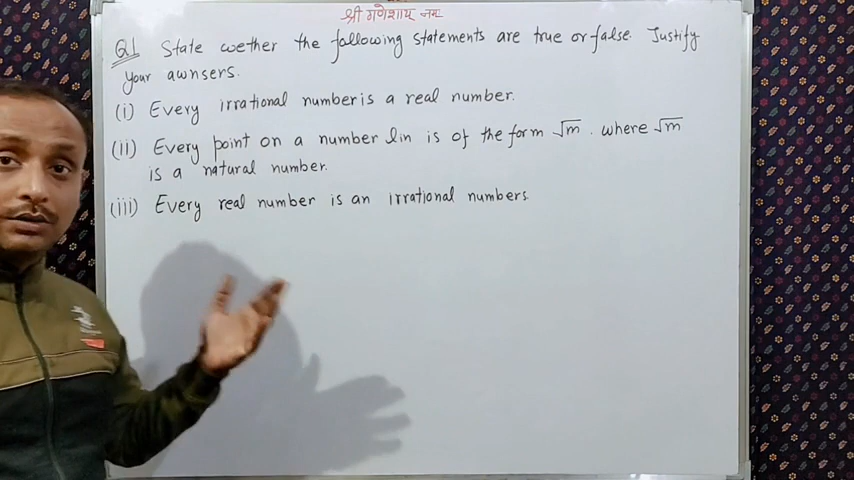 श्री गणेशाय नमः
Q1 State wether the following statements are true or false. Justify
your awnsers.
(i) Every irrational number is a real number.
(ii) Every point on a number lin is of the form √m. where √m
is a natural number.
(iii) Every real number is an irrational numbers.